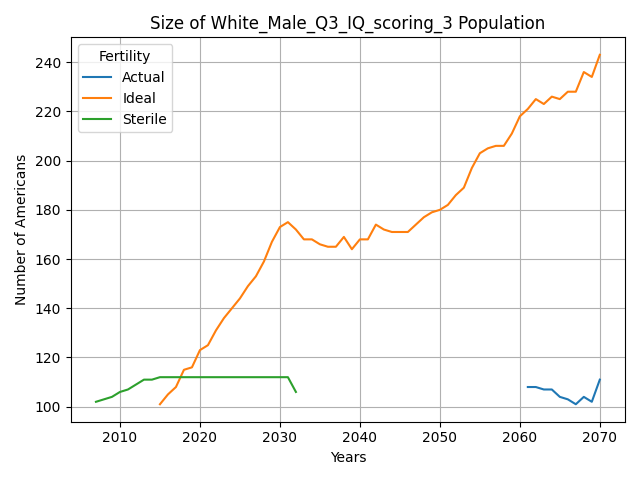 Size of White_Male_Q3_IQ_scoring_3 Population
Fertility
Actual
Ideal
Sterile
Number of Americans
240
220
200
180
160
140
120
100
2010 2020 2030 2040 2050 2060 2070
Years